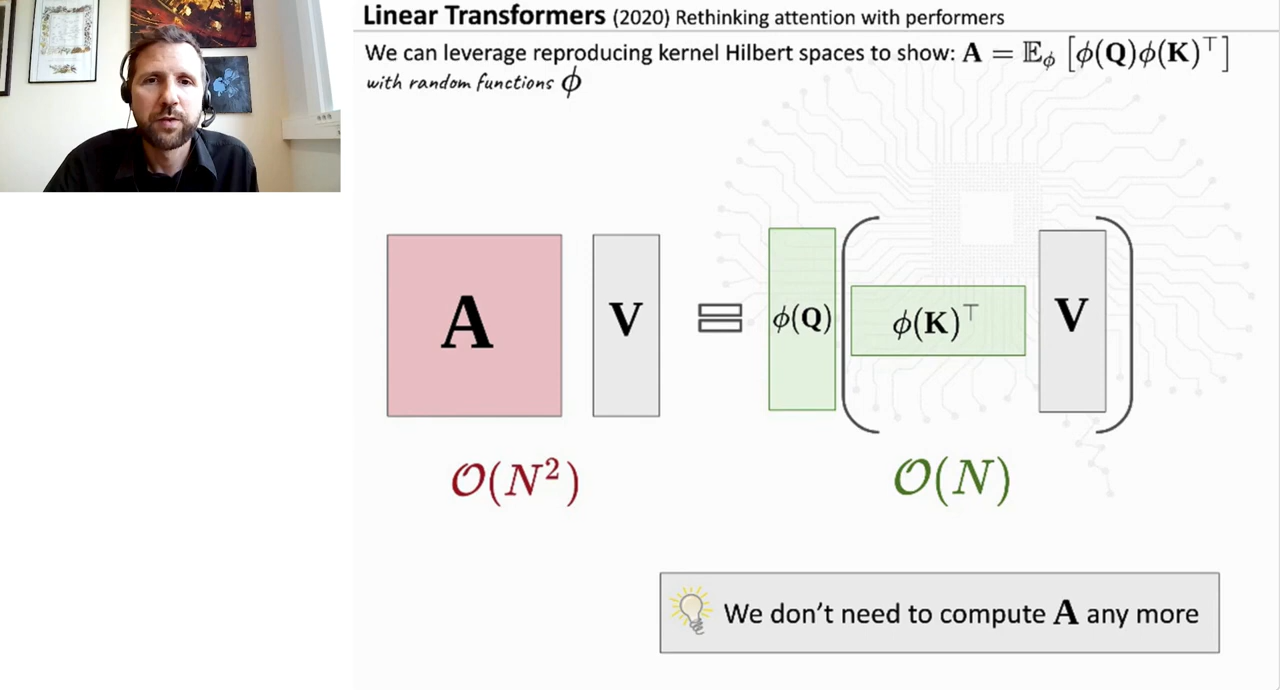 Linear Transformers (2020) Rethinking attention with performers
We can leverage reproducing kernel Hilbert spaces to show: A = 𝔼_ϕ [ϕ(Q)ϕ(K)^⊤]
with random functions ϕ
A V = ϕ(Q) ( ϕ(K)^⊤ V )
𝒪(N²) 𝒪(N)
We don't need to compute A any more